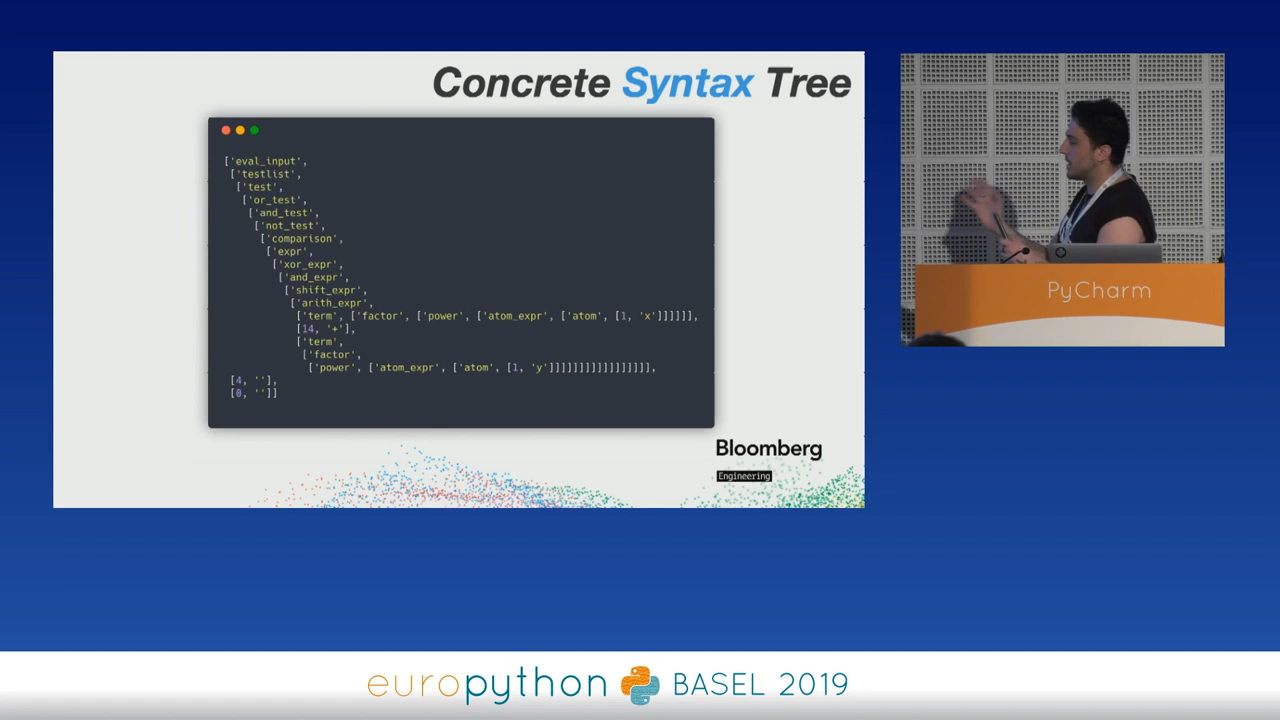 Concrete Syntax Tree
['eval_input',
['testlist',
['test',
['or_test',
['and_test',
['not_test',
['comparison',
['expr',
['xor_expr',
['and_expr',
['shift_expr',
['arith_expr',
['term', ['factor', ['power', ['atom_expr', ['atom', [1, 'x']]]]]],
[14, '+'],
['term',
['factor',
['power', ['atom_expr', ['atom', [1, 'y']]]]]]]]]]]]]]]]],
[4, ''],
[0, '']]
Bloomberg
Engineering
PyCharm
europython BASEL 2019